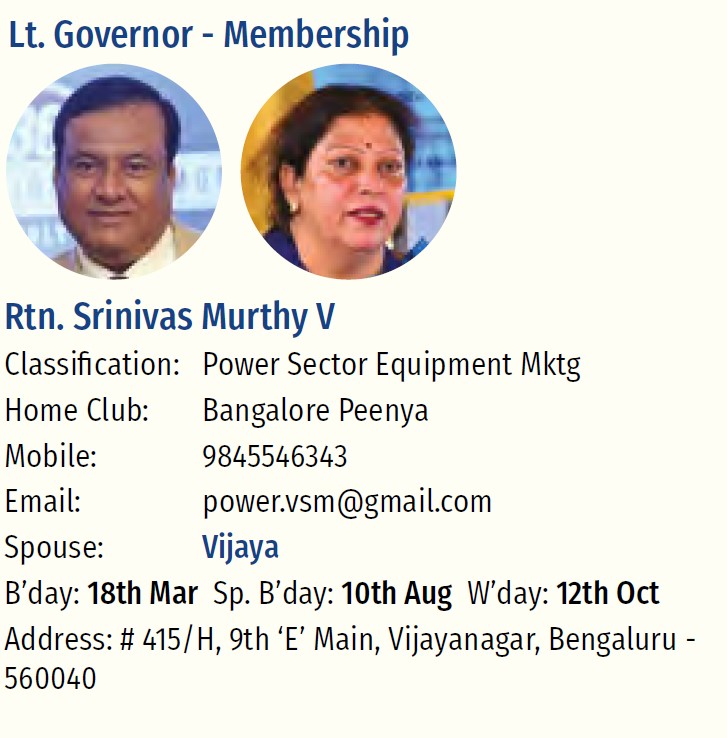 Lt. Governor - Membership
Rtn. Srinivas Murthy V
Classification: Power Sector Equipment Mktg
Home Club: Bangalore Peenya
Mobile: 9845546343
Email: power.vsm@gmail.com
Spouse: Vijaya
B’day: 18th Mar Sp. B’day: 10th Aug W’day: 12th Oct
Address: # 415/H, 9th ‘E’ Main, Vijayanagar, Bengaluru -
560040